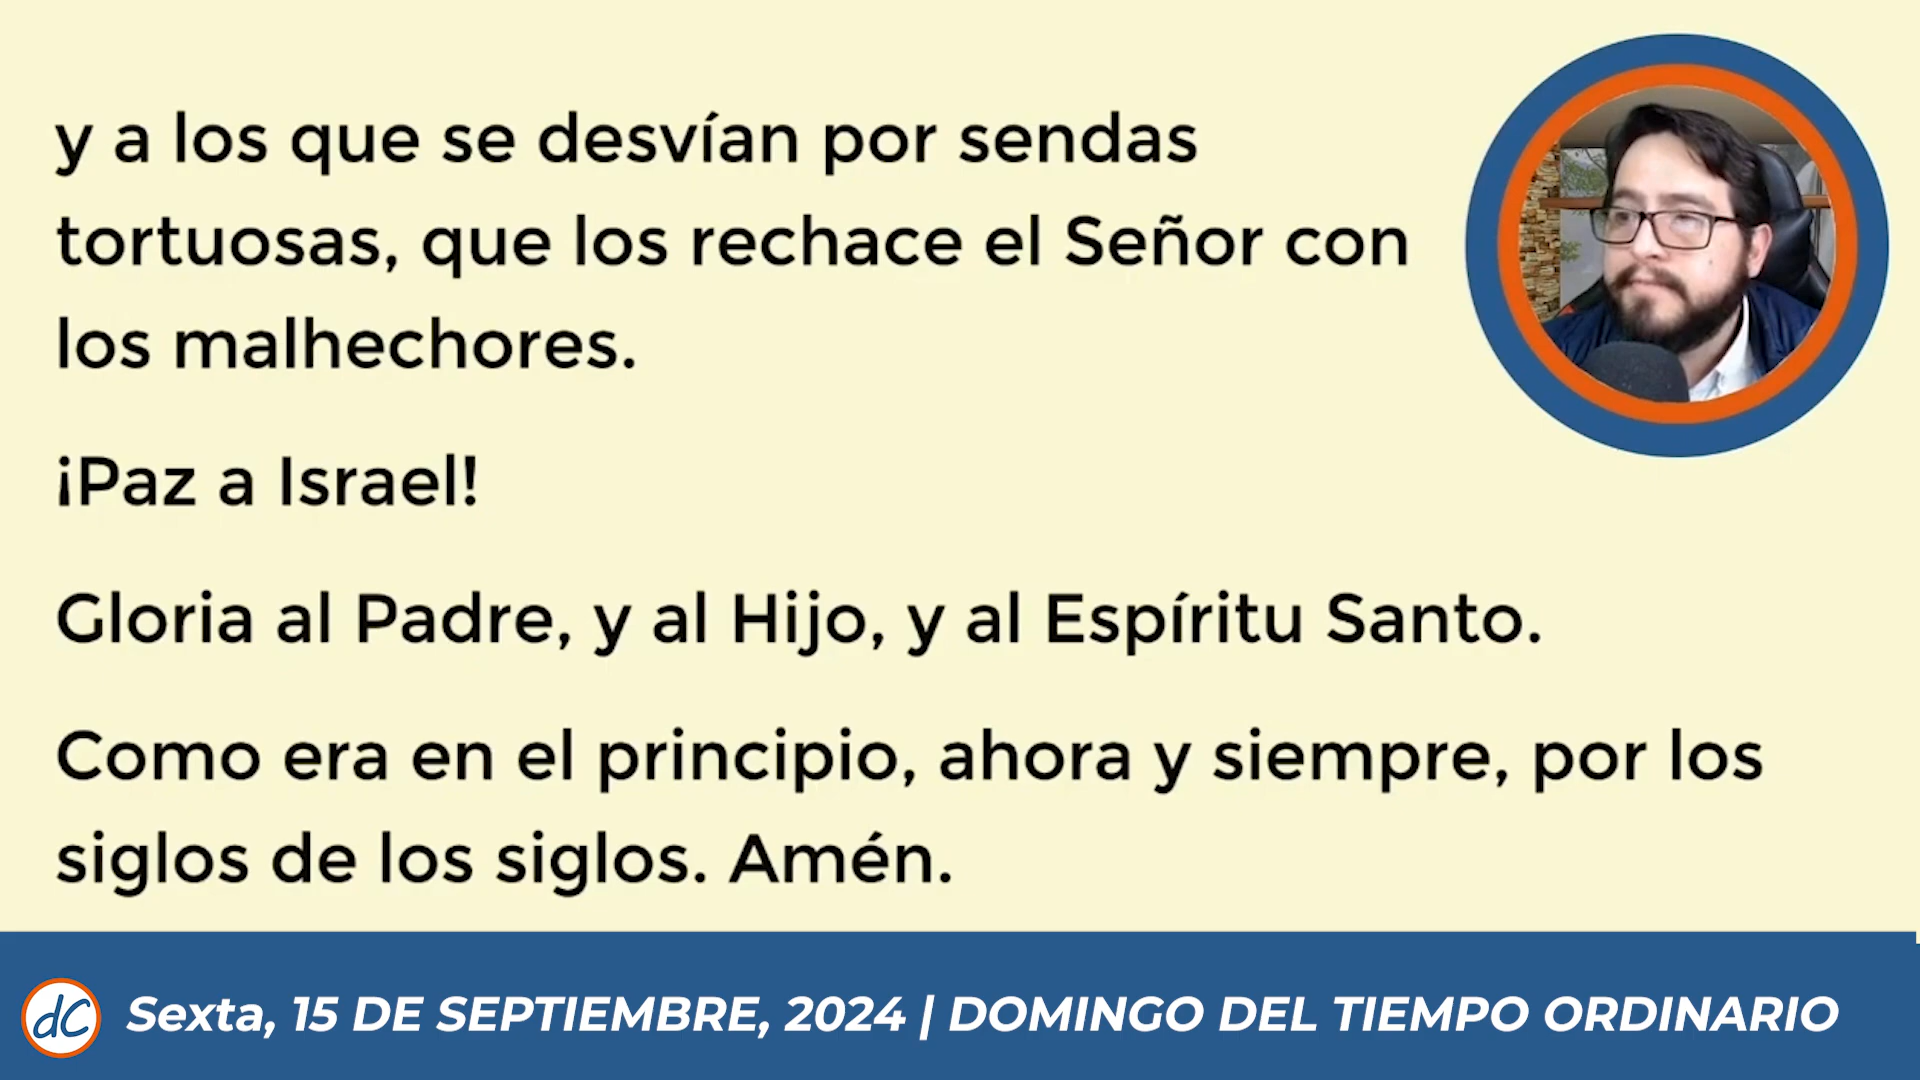 y a los que se desvían por sendas
tortuosas, que los rechace el Señor con
los malhechores.
¡Paz a Israel!
Gloria al Padre, y al Hijo, y al Espíritu Santo.
Como era en el principio, ahora y siempre, por los
siglos de los siglos. Amén.
dC Sexta, 15 DE SEPTIEMBRE, 2024 | DOMINGO DEL TIEMPO ORDINARIO